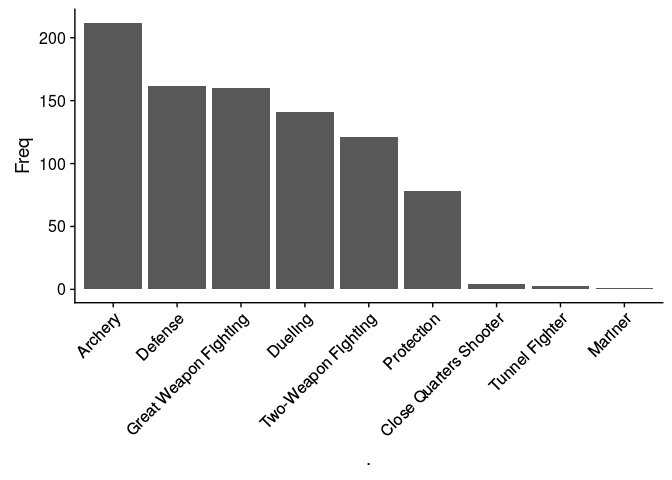 Freq
200
150
100
50
0
Archery
Defense
Great Weapon Fighting
Dueling
Two-Weapon Fighting
Protection
Close Quarters Shooter
Tunnel Fighter
Mariner
.